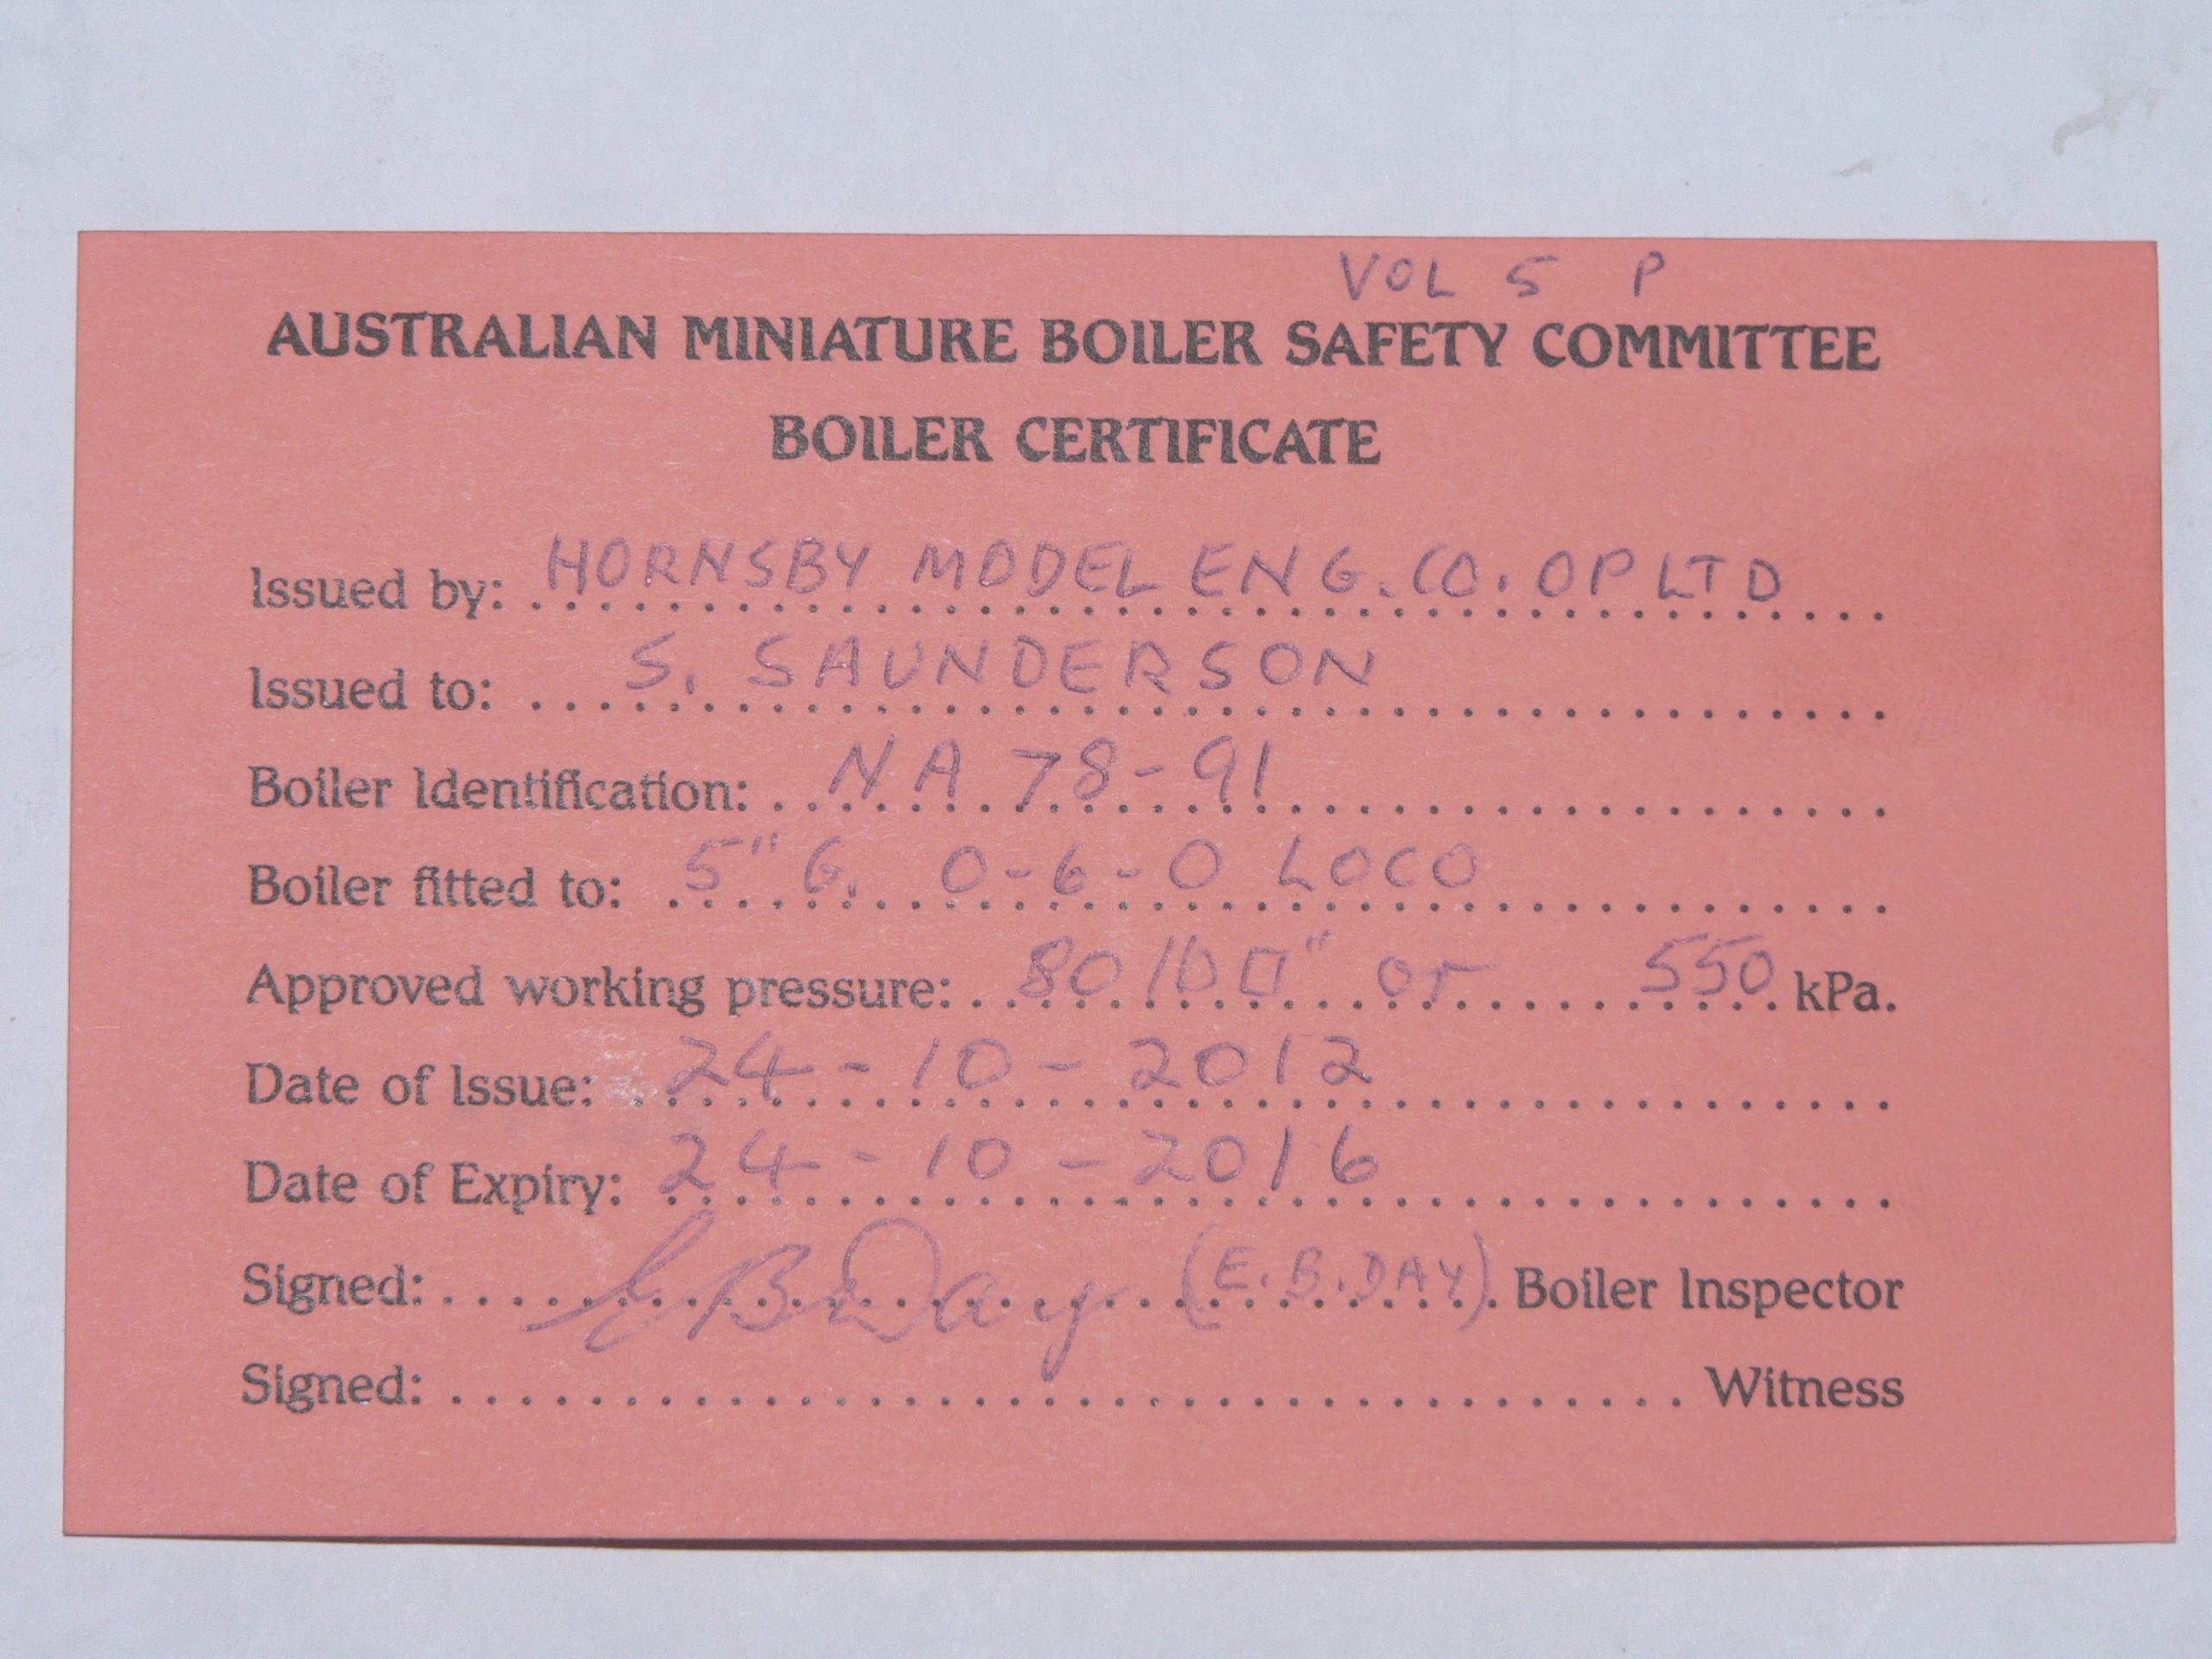 VOL 5 P
AUSTRALIAN MINIATURE BOILER SAFETY COMMITTEE
BOILER CERTIFICATE
Issued by: HORNSBY MODEL ENG. CO. OP LTD
Issued to: S. SAUNDERSON
Boiler Identification: NA 78-91
Boiler fitted to: 5" G. 0-6-0 LOCO
Approved working pressure: 80 lb □" or 550 kPa.
Date of Issue: 24-10-2012
Date of Expiry: 24-10-2016
Signed: E B Day (E.B.DAY) Boiler Inspector
Signed: Witness